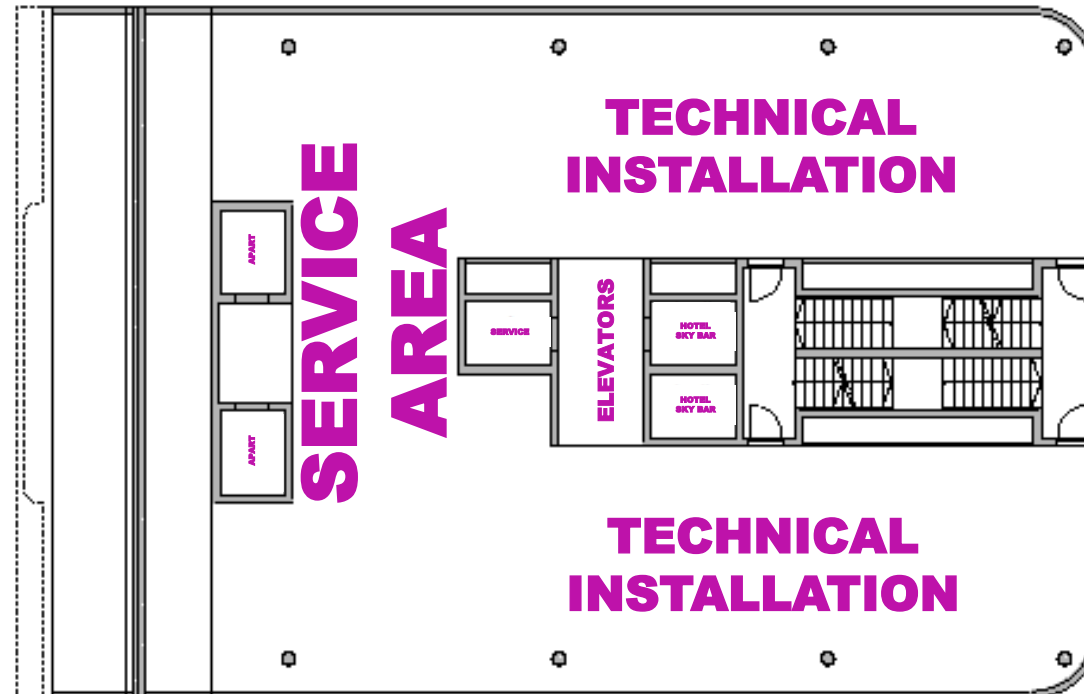 TECHNICAL
INSTALLATION
SERVICE
AREA
APART
SERVICE
ELEVATORS
HOTEL
SKY BAR
HOTEL
SKY BAR
APART
TECHNICAL
INSTALLATION